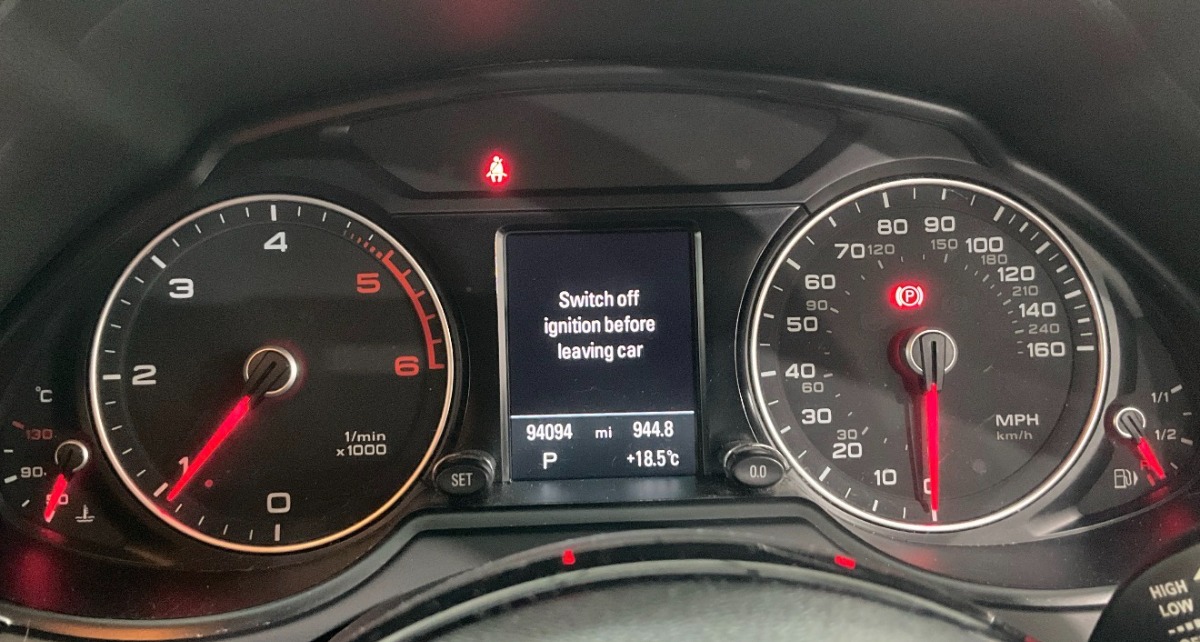 4
3
5
2
6
1/min
x1000
1
0
°C
130
90
SET
Switch off
ignition before
leaving car
94094 mi 944.8
P +18.5°C
0.0
80 90
70 120 150 100
180
60 120
90 210
50 140
240
40 160
60
30 MPH
km/h
30
20
10
0
(P)
1/1
1/2
R
HIGH
LOW